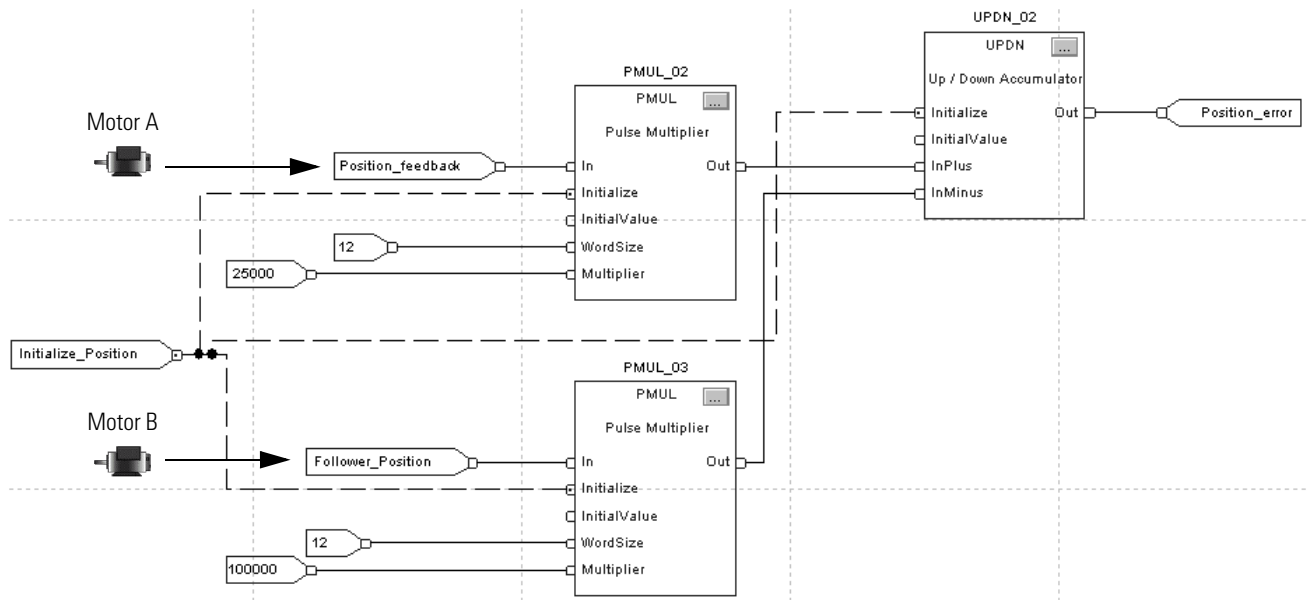 UPDN_02
UPDN
...
Up / Down Accumulator
Initialize
Out
Position_error
InitialValue
InPlus
InMinus
PMUL_02
PMUL
...
Pulse Multiplier
Motor A
Position_feedback
In
Out
Initialize
InitialValue
12
WordSize
25000
Multiplier
Initialize_Position
PMUL_03
PMUL
...
Pulse Multiplier
Motor B
Follower_Position
In
Out
Initialize
InitialValue
12
WordSize
100000
Multiplier